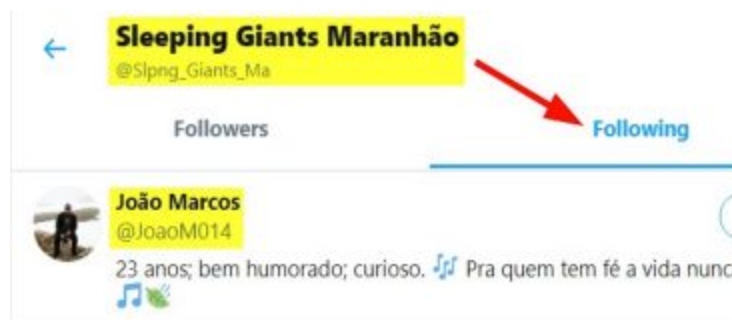 Sleeping Giants Maranhão
@Slpng_Giants_Ma
Followers Following
João Marcos
@JoaoM014
23 anos; bem humorado; curioso. 🎶 Pra quem tem fé a vida nunc
🎵🍃